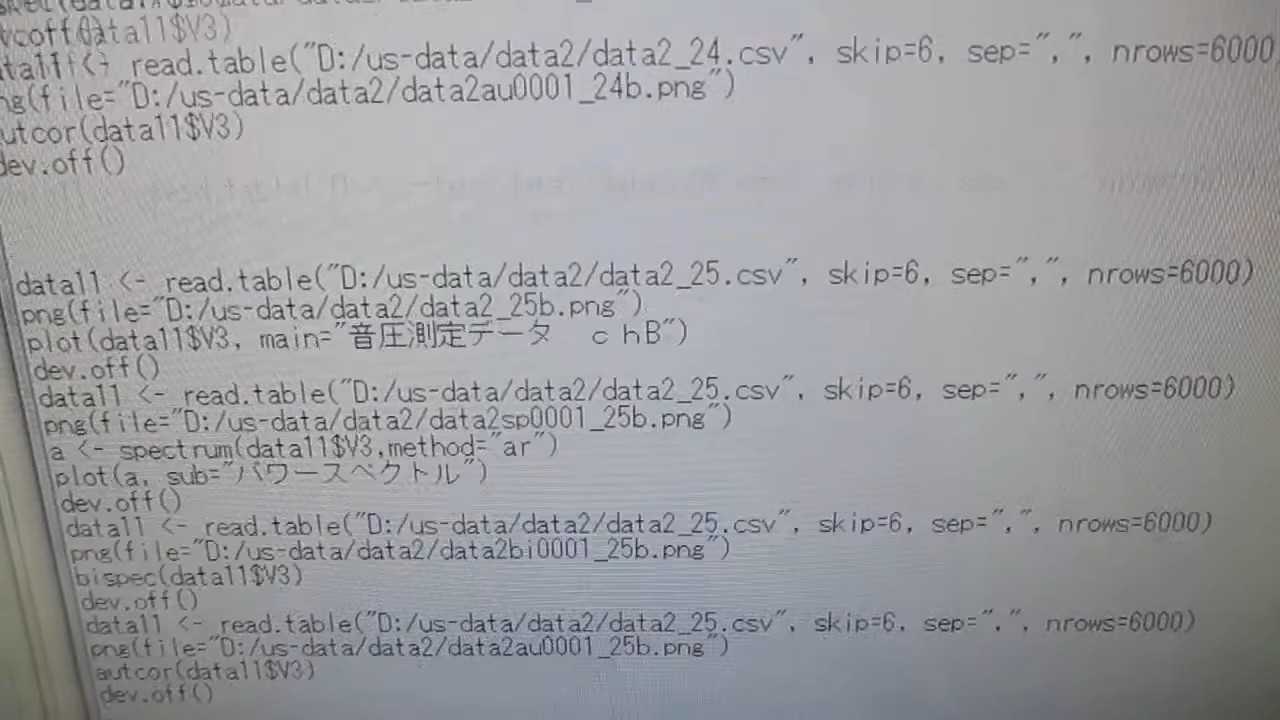 read.table("D:/us-data/data2/data2_24.csv", skip=6, sep=",", nrows=6000
(file="D:/us-data/data2/data2au0001_24b.png")
utcor(data11$V3)
dev.off()
data11 <- read.table("D:/us-data/data2/data2_25.csv", skip=6, sep=",", nrows=6000)
png(file="D:/us-data/data2/data2_25b.png")
plot(data11$V3, main="音圧測定データ　ｃｈB")
dev.off()
data11 <- read.table("D:/us-data/data2/data2_25.csv", skip=6, sep=",", nrows=6000)
png(file="D:/us-data/data2/data2sp0001_25b.png")
a <- spectrum(data11$V3,method="ar")
plot(a, sub="パワースペクトル")
dev.off()
data11 <- read.table("D:/us-data/data2/data2_25.csv", skip=6, sep=",", nrows=6000)
png(file="D:/us-data/data2/data2bi0001_25b.png")
bispec(data11$V3)
dev.off()
data11 <- read.table("D:/us-data/data2/data2_25.csv", skip=6, sep=",", nrows=6000)
png(file="D:/us-data/data2/data2au0001_25b.png")
autcor(data11$V3)
dev.off()